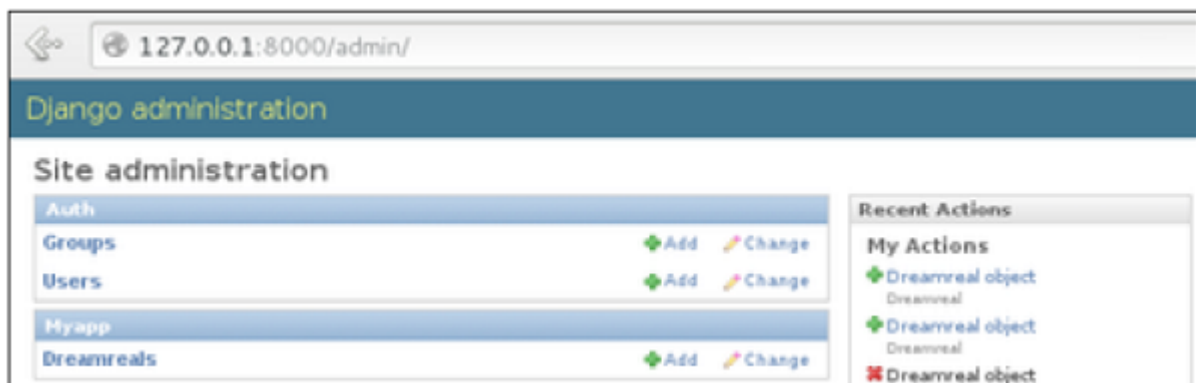 127.0.0.1:8000/admin/
Django administration
Site administration
Auth
Groups Add Change
Users Add Change
Myapp
Dreamreals Add Change
Recent Actions
My Actions
Dreamreal object
Dreamreal
Dreamreal object
Dreamreal
Dreamreal object